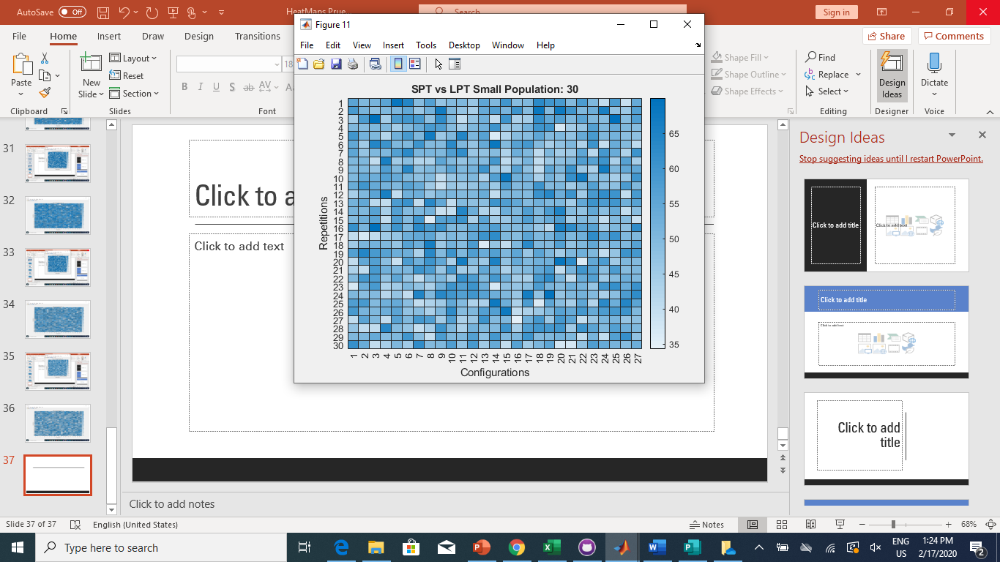 AutoSave Off HeatMaps Prue Search Sign in
File Home Insert Draw Design Transitions Share Comments
Paste
Clipboard
New
Slide
Layout
Reset
Section
Slides
18
B I U S ab AV
Font
Shape Fill
Shape Outline
Shape Effects
Find
Replace
Select
Editing
Design
Ideas
Designer
Dictate
Voice
Figure 11
File Edit View Insert Tools Desktop Window Help
SPT vs LPT Small Population: 30
Repetitions
1
2
3
4
5
6
7
8
9
10
11
12
13
14
15
16
17
18
19
20
21
22
23
24
25
26
27
28
29
30
1 2 3 4 5 6 7 8 9 10 11 12 13 14 15 16 17 18 19 20 21 22 23 24 25 26 27
Configurations
65
60
55
50
45
40
35
31
32
33
34
35
36
37
Click to a
Click to add text
Click to add notes
Design Ideas
Stop suggesting ideas until I restart PowerPoint.
Click to add title
Click to add text
Click to add title
Click to add text
Click to add
title
Slide 37 of 37 English (United States) Notes 68%
Type here to search
ENG
US
1:24 PM
2/17/2020
2